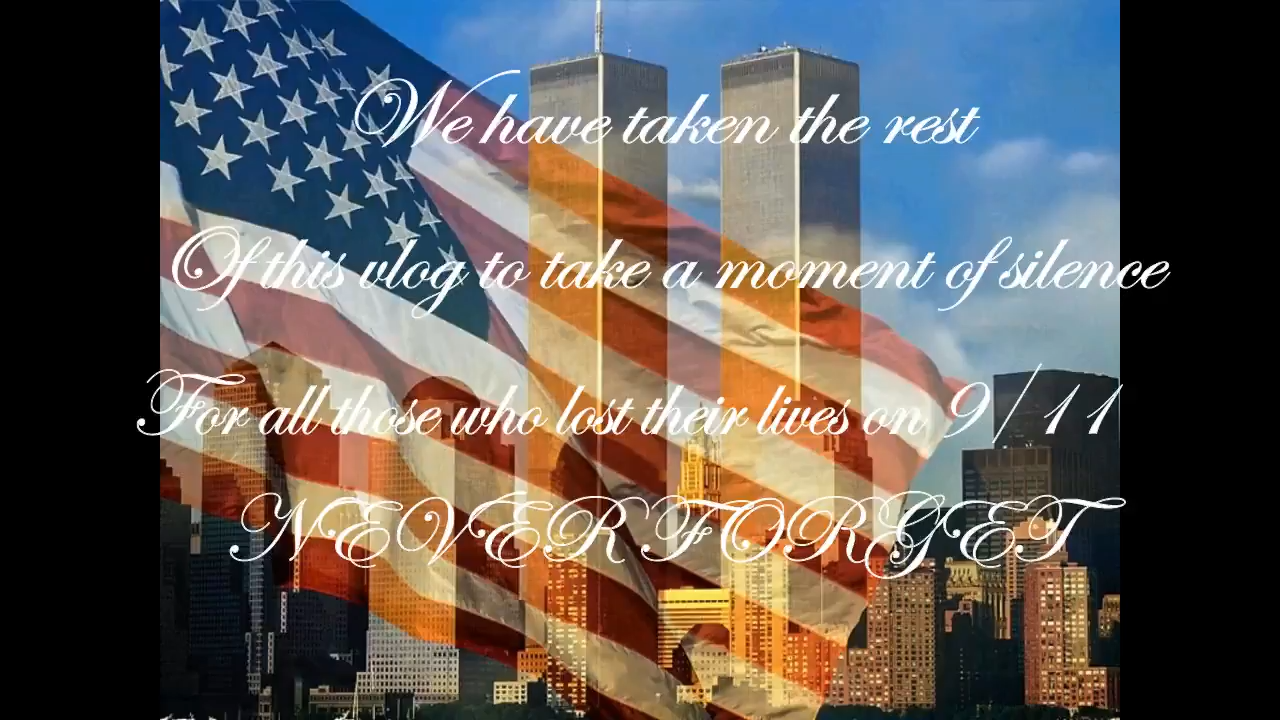 We have taken the rest
Of this vlog to take a moment of silence
For all those who lost their lives on 9/11
NEVER FORGET